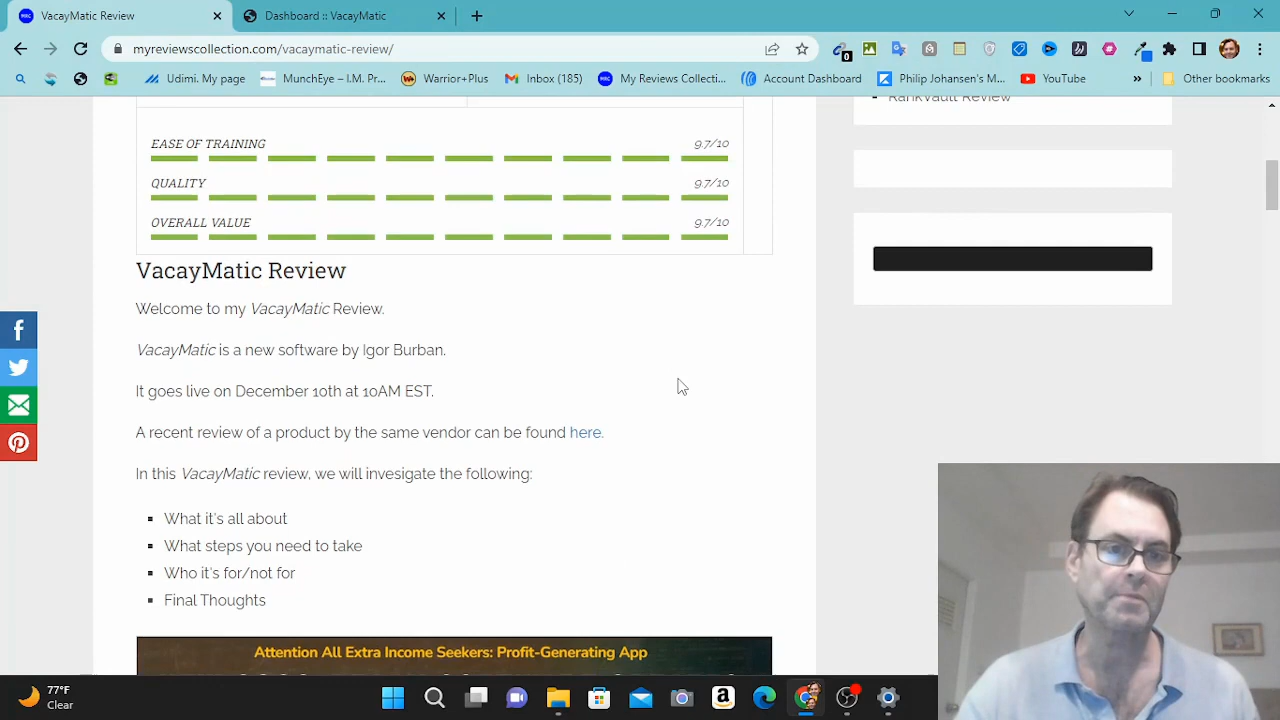 VacayMatic Review
Dashboard :: VacayMatic
myreviewscollection.com/vacaymatic-review/
0
Udimi. My page
MunchEye – I.M. Pr...
Warrior+Plus
Inbox (185)
My Reviews Collecti...
Account Dashboard
Philip Johansen's M...
YouTube
»
Other bookmarks
RankVault Review
EASE OF TRAINING 9.7/10
QUALITY 9.7/10
OVERALL VALUE 9.7/10
VacayMatic Review
Welcome to my VacayMatic Review.
VacayMatic is a new software by Igor Burban.
It goes live on December 10th at 10AM EST.
A recent review of a product by the same vendor can be found here.
In this VacayMatic review, we will invesigate the following:
What it's all about
What steps you need to take
Who it's for/not for
Final Thoughts
Attention All Extra Income Seekers: Profit-Generating App
77°F
Clear